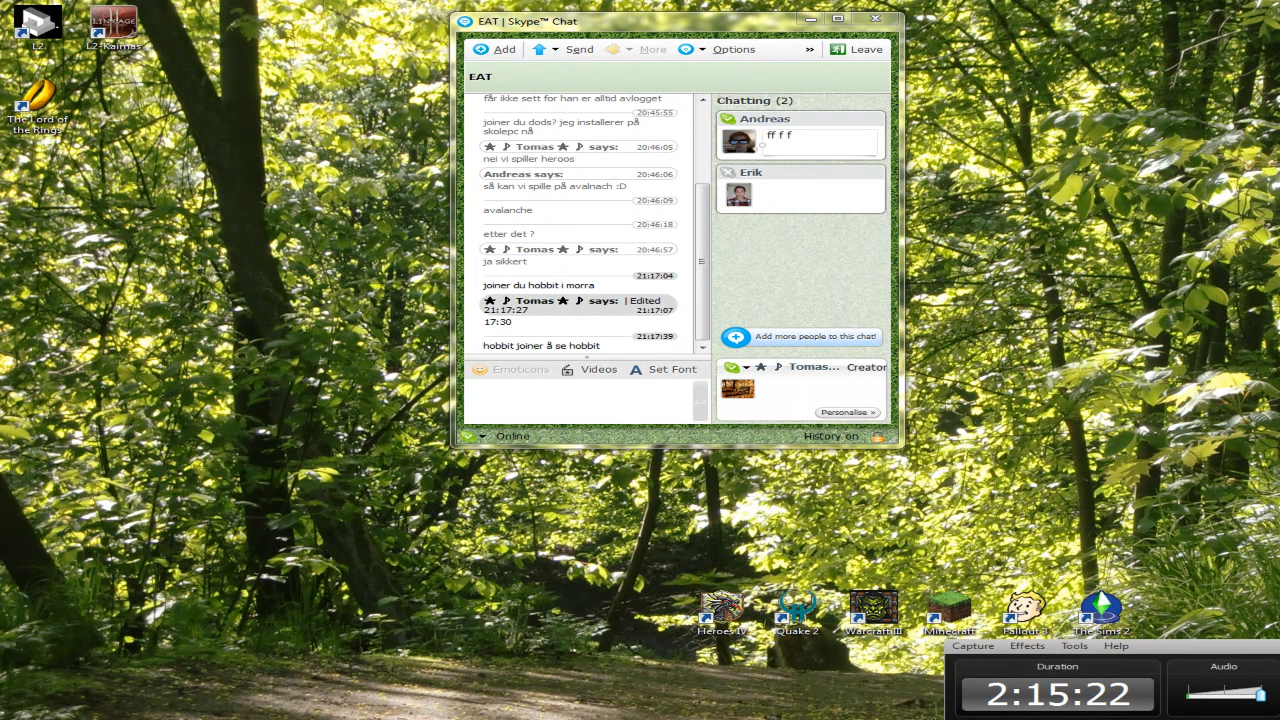 L2
L2-Kaimas
The Lord of
the Rings
EAT | Skype™ Chat
Add
Send
More
Options
»
Leave
EAT
får ikke sett for han er alltid avlogget
20:45:55
joiner du dods? jeg installerer på
skolepc nå
Tomas says: 20:46:05
nei vi spiller heroos
Andreas says: 20:46:06
så kan vi spille på avalnach :D
20:46:09
avalanche
20:46:18
etter det ?
Tomas says: 20:46:57
ja sikkert
21:17:04
joiner du hobbit i morra
Tomas says: | Edited
21:17:27 21:17:07
17:30
21:17:39
hobbit joiner å se hobbit
Emoticons
Videos
A Set Font
Online
Chatting (2)
Andreas
ff f f
Erik
Add more people to this chat!
Tomas... Creator
Personalise »
History on
Heroes IV
Quake 2
Warcraft III
Minecraft
Fallout 3
The Sims 2
Capture Effects Tools Help
Duration
2:15:22
Audio